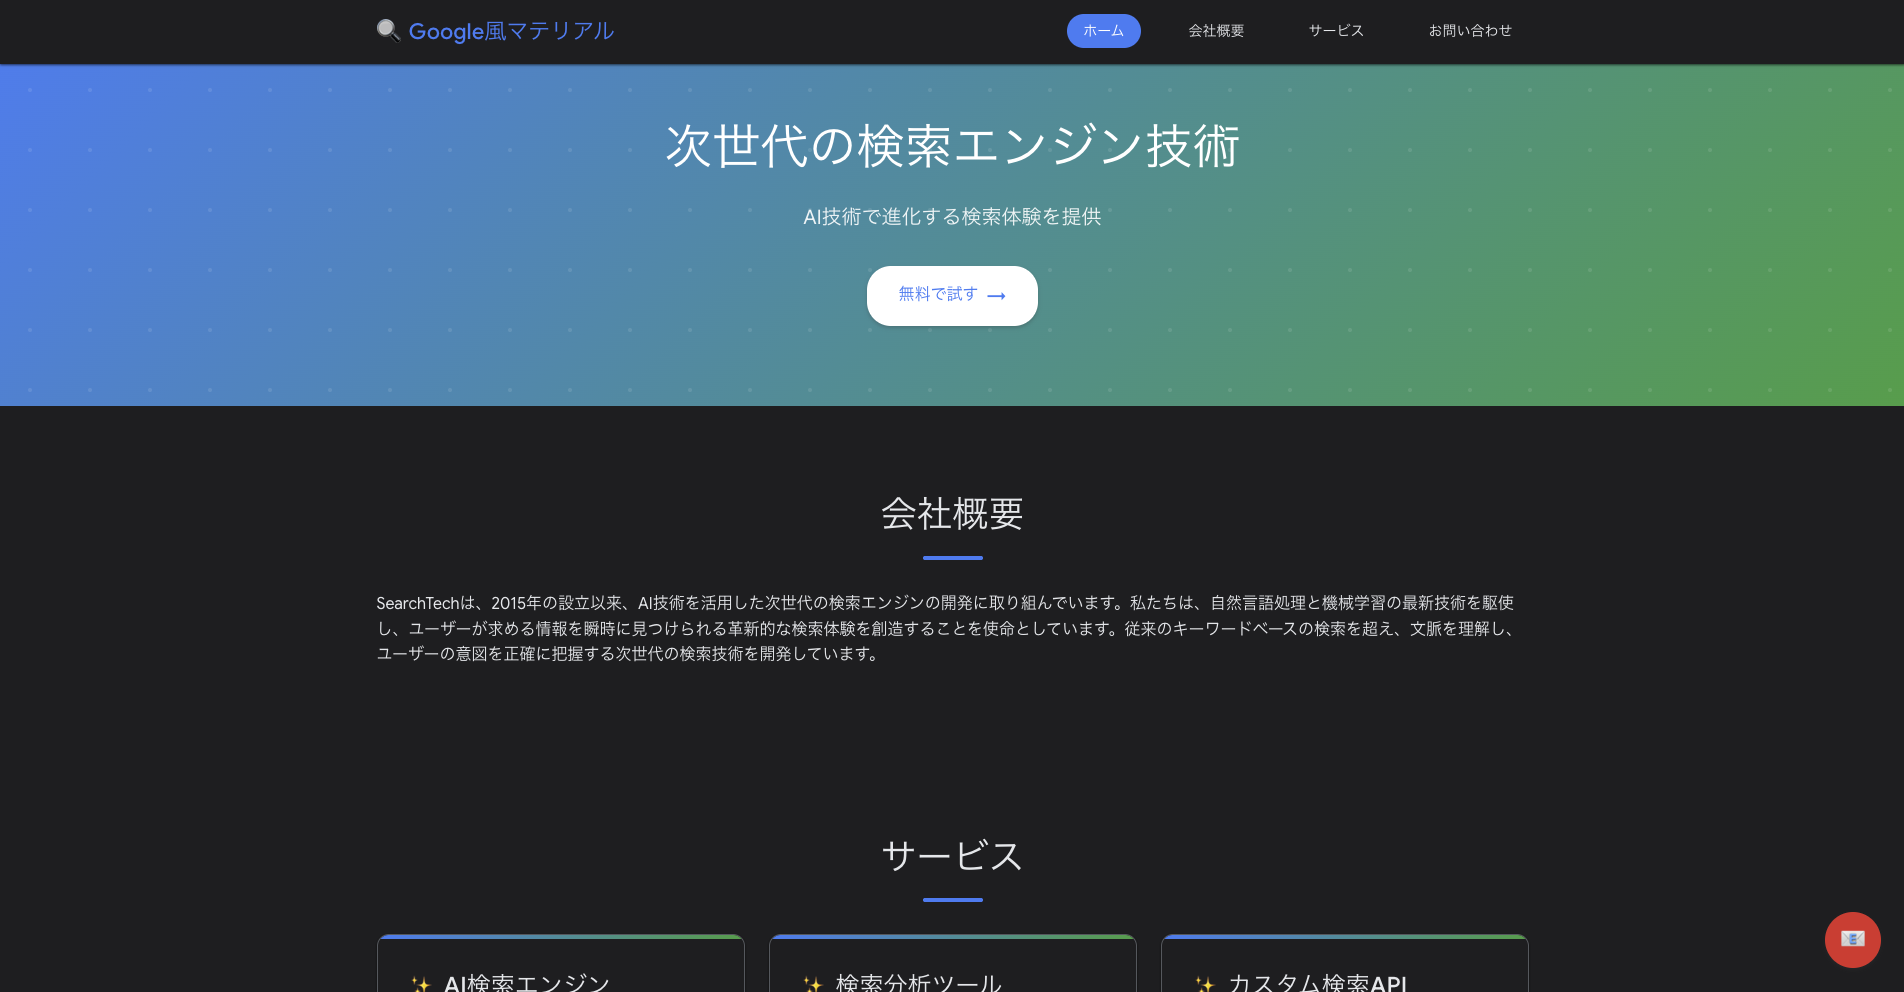 Google風マテリアル
ホーム 会社概要 サービス お問い合わせ
次世代の検索エンジン技術
AI技術で進化する検索体験を提供
無料で試す →
会社概要
SearchTechは、2015年の設立以来、AI技術を活用した次世代の検索エンジンの開発に取り組んでいます。私たちは、自然言語処理と機械学習の最新技術を駆使
し、ユーザーが求める情報を瞬時に見つけられる革新的な検索体験を創造することを使命としています。従来のキーワードベースの検索を超え、文脈を理解し、
ユーザーの意図を正確に把握する次世代の検索技術を開発しています。
サービス
AI検索エンジン
検索分析ツール
カスタム検索API